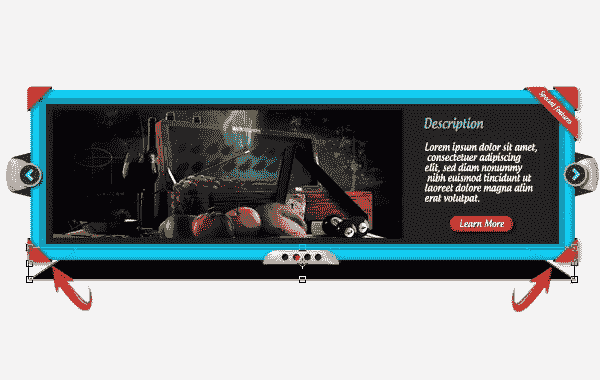 Special Features
Description
Lorem ipsum dolor sit amet,
consectetuer adipiscing
elit, sed diam nonummy
nibh euismod tincidunt ut
laoreet dolore magna alim
erat volutpat.
Learn More